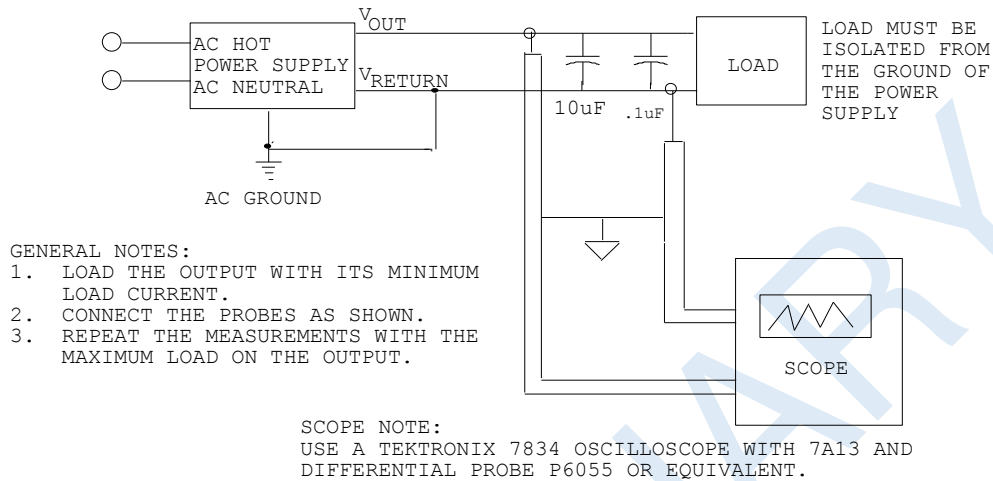 VOUT
AC HOT
POWER SUPPLY
AC NEUTRAL
VRETURN
10uF
.1uF
LOAD
LOAD MUST BE
ISOLATED FROM
THE GROUND OF
THE POWER
SUPPLY
AC GROUND
GENERAL NOTES:
1. LOAD THE OUTPUT WITH ITS MINIMUM
LOAD CURRENT.
2. CONNECT THE PROBES AS SHOWN.
3. REPEAT THE MEASUREMENTS WITH THE
MAXIMUM LOAD ON THE OUTPUT.
SCOPE
SCOPE NOTE:
USE A TEKTRONIX 7834 OSCILLOSCOPE WITH 7A13 AND
DIFFERENTIAL PROBE P6055 OR EQUIVALENT.